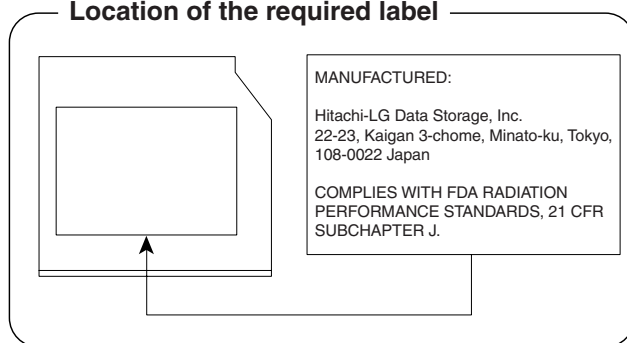 Location of the required label
MANUFACTURED:
Hitachi-LG Data Storage, Inc.
22-23, Kaigan 3-chome, Minato-ku, Tokyo,
108-0022 Japan
COMPLIES WITH FDA RADIATION
PERFORMANCE STANDARDS, 21 CFR
SUBCHAPTER J.